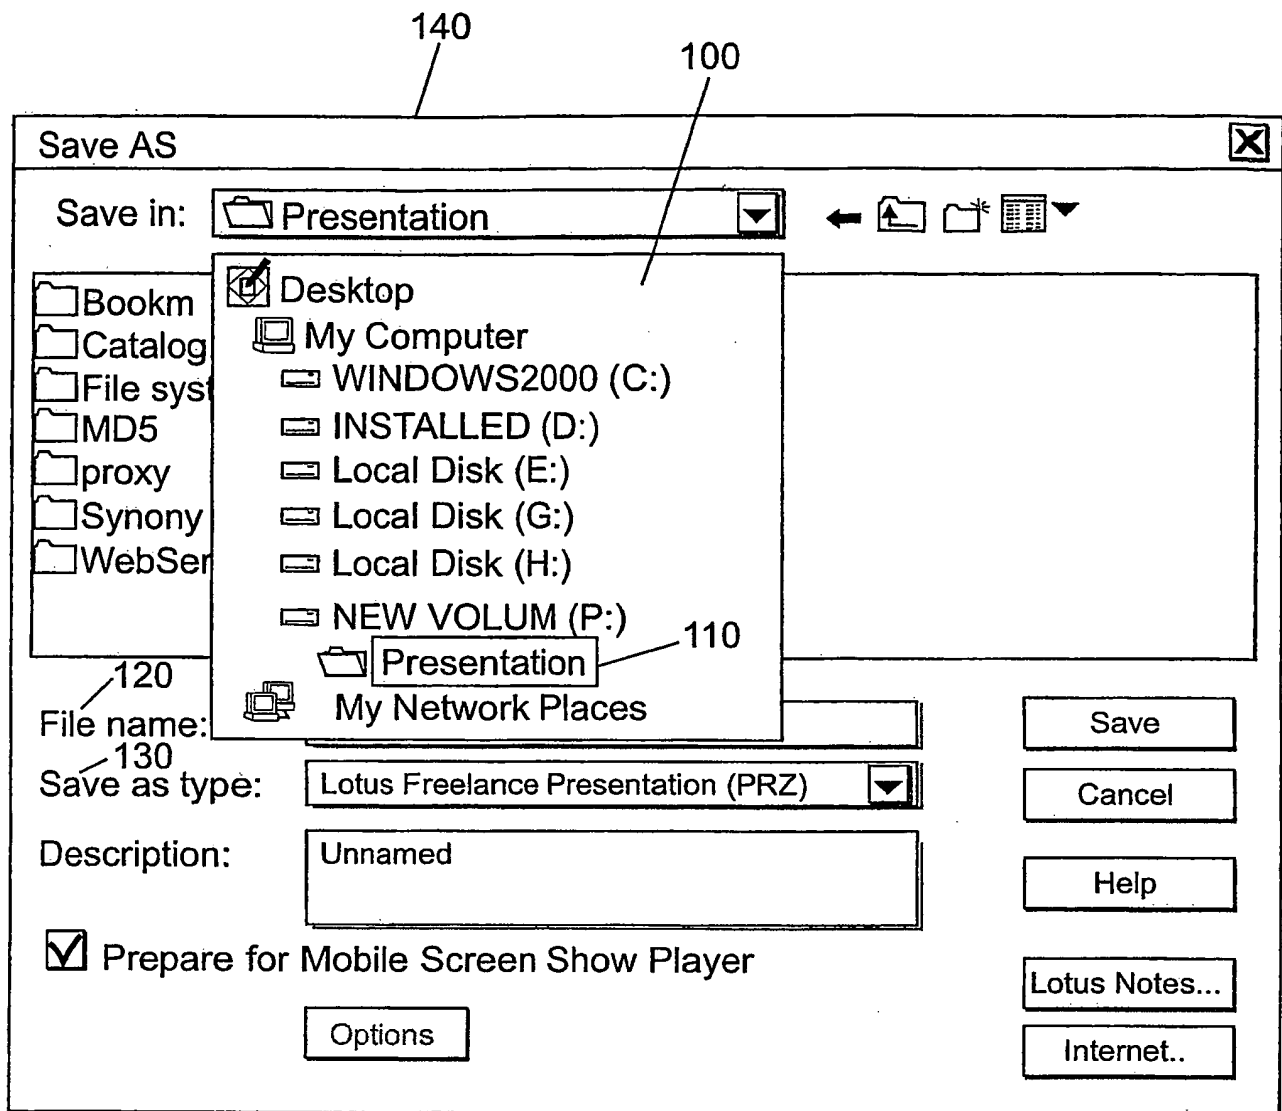 140
100
Save AS
Save in: Presentation
Desktop
My Computer
WINDOWS2000 (C:)
INSTALLED (D:)
Local Disk (E:)
Local Disk (G:)
Local Disk (H:)
NEW VOLUM (P:)
Presentation
110
My Network Places
Bookm
Catalog
File syst
MD5
proxy
Synony
WebSer
120
File name:
130
Save as type: Lotus Freelance Presentation (PRZ)
Description: Unnamed
Prepare for Mobile Screen Show Player
Options
Save
Cancel
Help
Lotus Notes...
Internet..